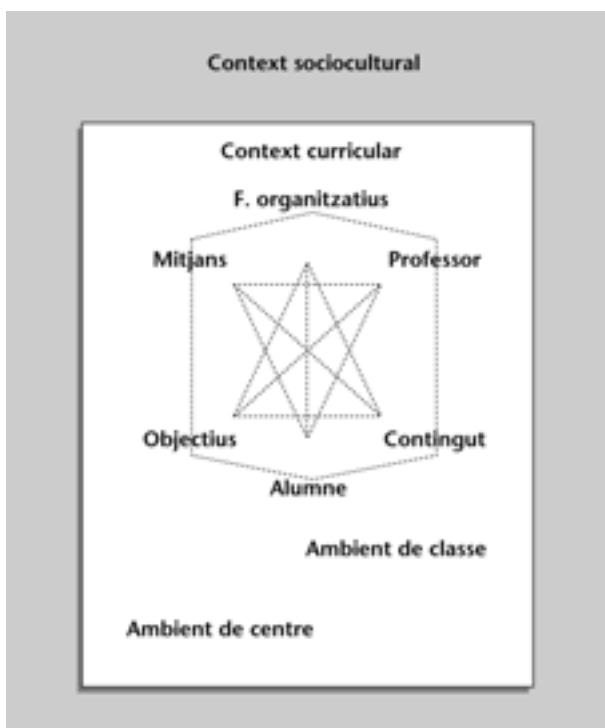 Context sociocultural
Context curricular
F. organitzatius
Mitjans Professor
Objectius Contingut
Alumne
Ambient de classe
Ambient de centre